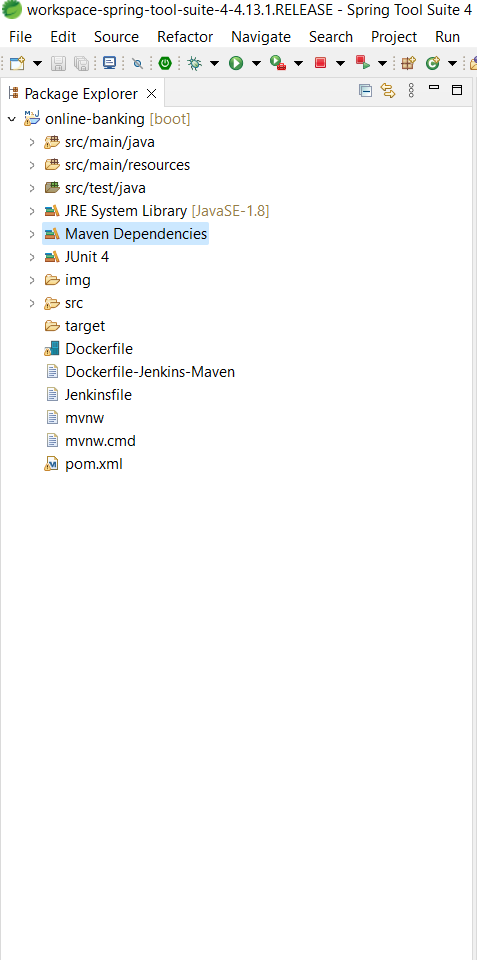 workspace-spring-tool-suite-4-4.13.1.RELEASE - Spring Tool Suite 4
File Edit Source Refactor Navigate Search Project Run
Package Explorer
online-banking [boot]
src/main/java
src/main/resources
src/test/java
JRE System Library [JavaSE-1.8]
Maven Dependencies
JUnit 4
img
src
target
Dockerfile
Dockerfile-Jenkins-Maven
Jenkinsfile
mvnw
mvnw.cmd
pom.xml